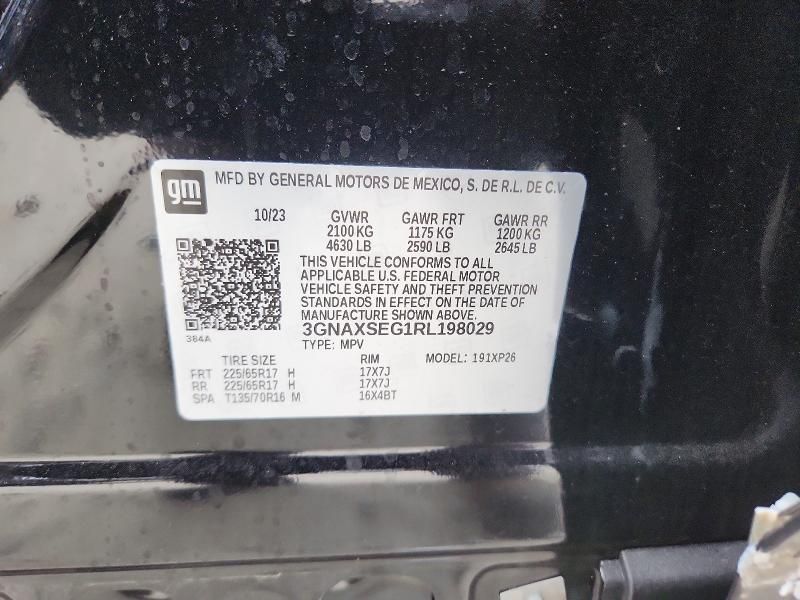 gm MFD BY GENERAL MOTORS DE MEXICO, S. DE R.L. DE C.V.
10/23 GVWR GAWR FRT GAWR RR
2100 KG 1175 KG 1200 KG
4630 LB 2590 LB 2645 LB
THIS VEHICLE CONFORMS TO ALL
APPLICABLE U.S. FEDERAL MOTOR
VEHICLE SAFETY AND THEFT PREVENTION
STANDARDS IN EFFECT ON THE DATE OF
MANUFACTURE SHOWN ABOVE.
384A
3GNAXSEG1RL198029
TYPE: MPV
TIRE SIZE RIM MODEL: 191XP26
FRT 225/65R17 H 17X7J
RR 225/65R17 H 17X7J
SPA T135/70R16 M 16X4BT